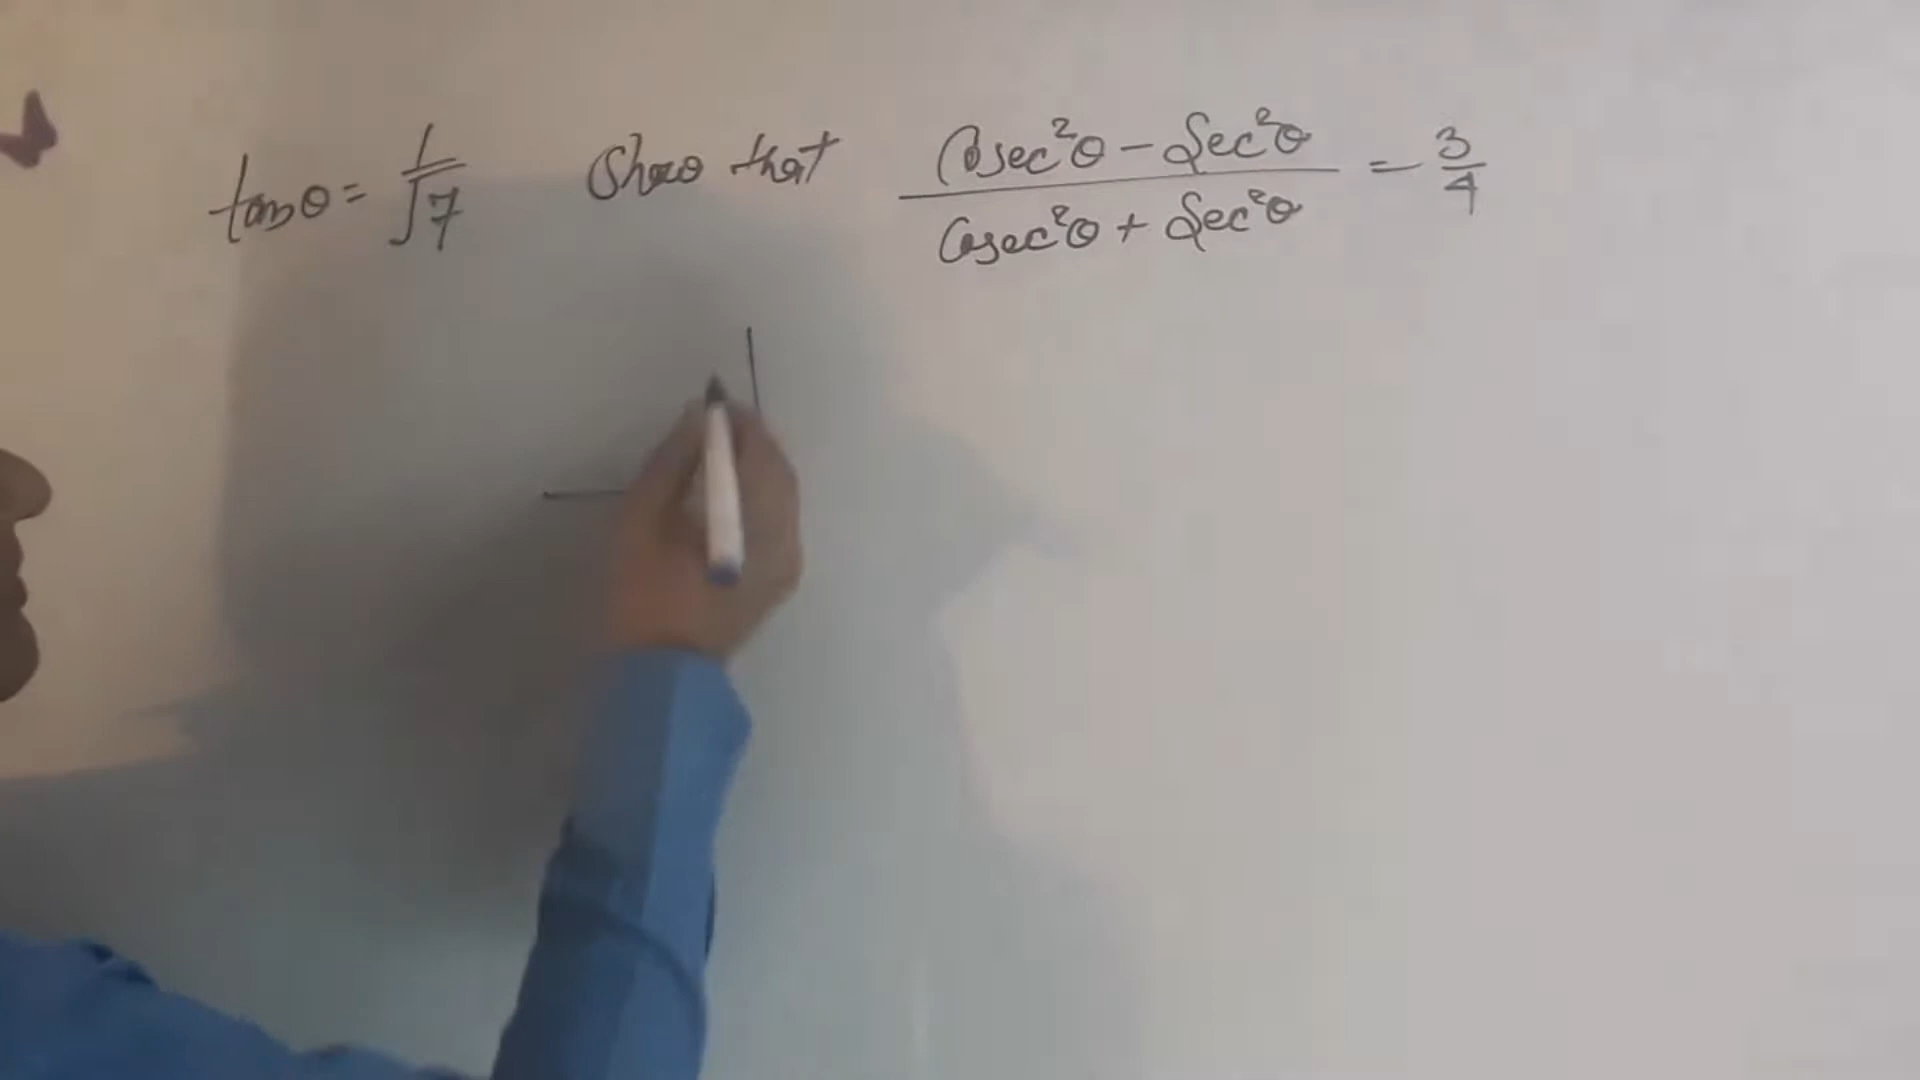 tanθ = 1/√7 Show that (Cosec²θ - Sec²θ)/(Cosec²θ + Sec²θ) = 3/4